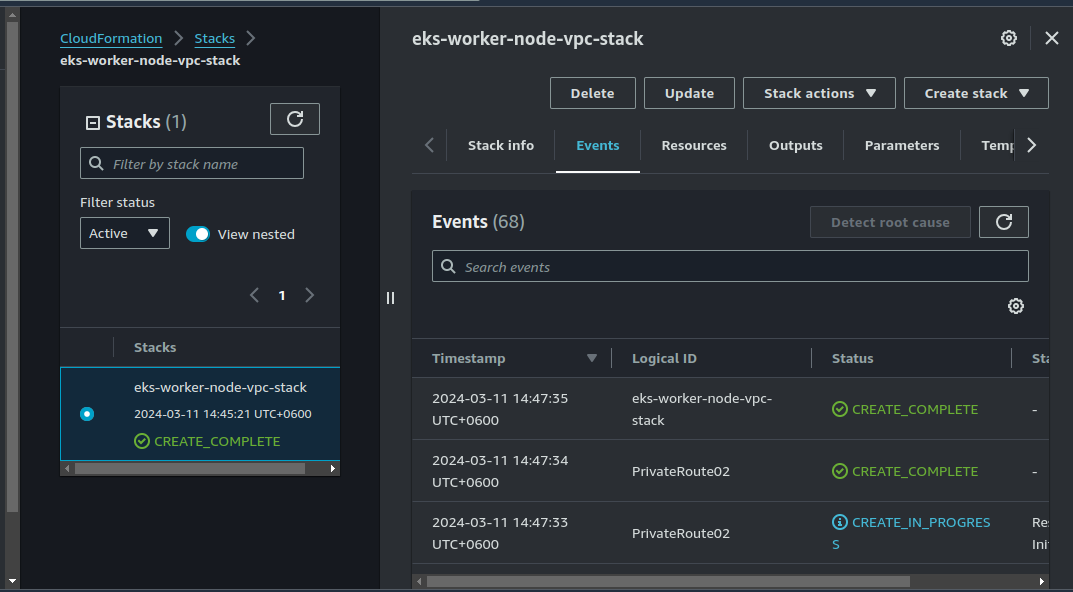 CloudFormation > Stacks >
eks-worker-node-vpc-stack
Stacks (1)
Filter by stack name
Filter status
Active
View nested
1
Stacks
eks-worker-node-vpc-stack
2024-03-11 14:45:21 UTC+0600
CREATE_COMPLETE
eks-worker-node-vpc-stack
Delete Update Stack actions Create stack
Stack info Events Resources Outputs Parameters Temp
Events (68)
Detect root cause
Search events
Timestamp Logical ID Status Sta
2024-03-11 14:47:35 eks-worker-node-vpc-
UTC+0600 stack CREATE_COMPLETE -
2024-03-11 14:47:34
UTC+0600 PrivateRoute02 CREATE_COMPLETE -
2024-03-11 14:47:33 CREATE_IN_PROGRES Res
UTC+0600 PrivateRoute02 S Init